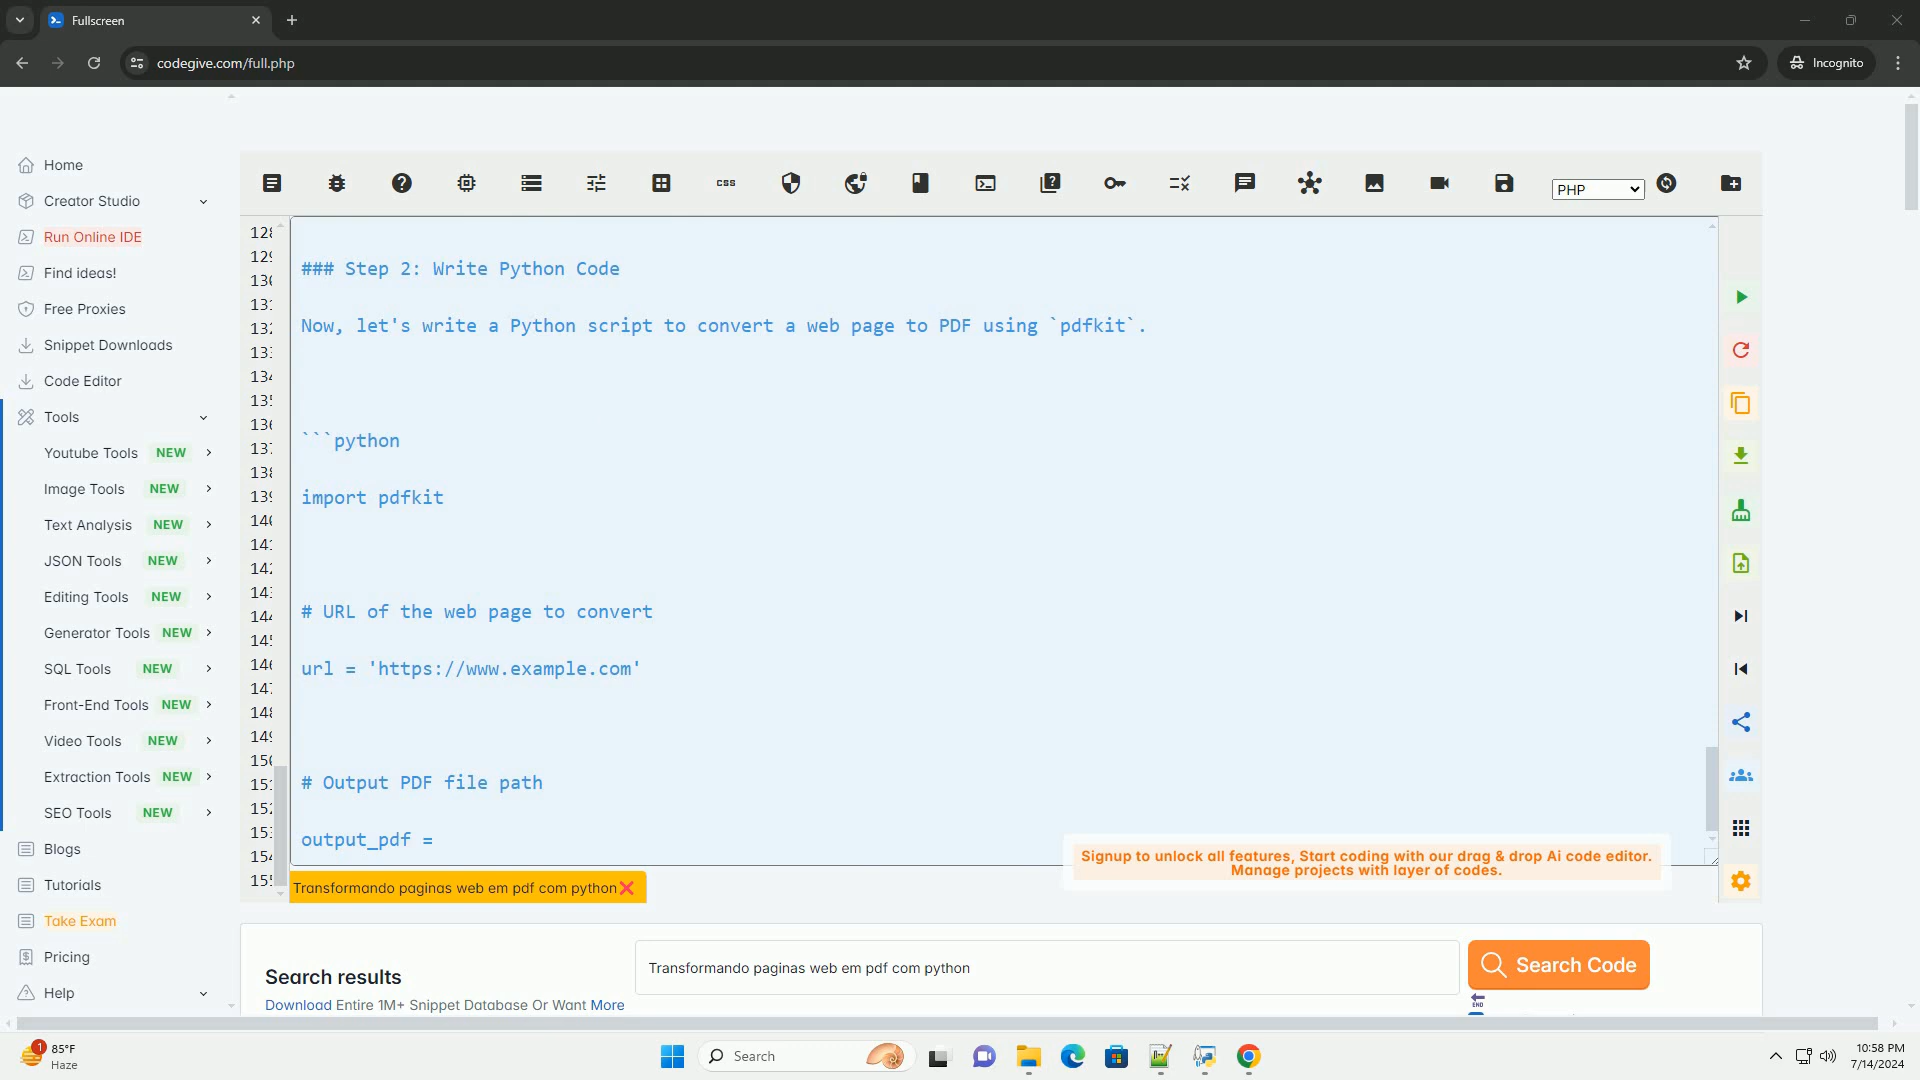 Fullscreen
codegive.com/full.php
Incognito
Home
Creator Studio
Run Online IDE
Find ideas!
Free Proxies
Snippet Downloads
Code Editor
Tools
Youtube Tools NEW
Image Tools NEW
Text Analysis NEW
JSON Tools NEW
Editing Tools NEW
Generator Tools NEW
SQL Tools NEW
Front-End Tools NEW
Video Tools NEW
Extraction Tools NEW
SEO Tools NEW
Blogs
Tutorials
Take Exam
Pricing
Help
css
PHP
### Step 2: Write Python Code
Now, let's write a Python script to convert a web page to PDF using `pdfkit`.
```python
import pdfkit
# URL of the web page to convert
url = 'https://www.example.com'
# Output PDF file path
output_pdf =
Signup to unlock all features, Start coding with our drag & drop Ai code editor.
Manage projects with layer of codes.
Transformando paginas web em pdf com python
Search results
Download Entire 1M+ Snippet Database Or Want More
Transformando paginas web em pdf com python
Search Code
END
1
85°F
Haze
Search
10:58 PM
7/14/2024